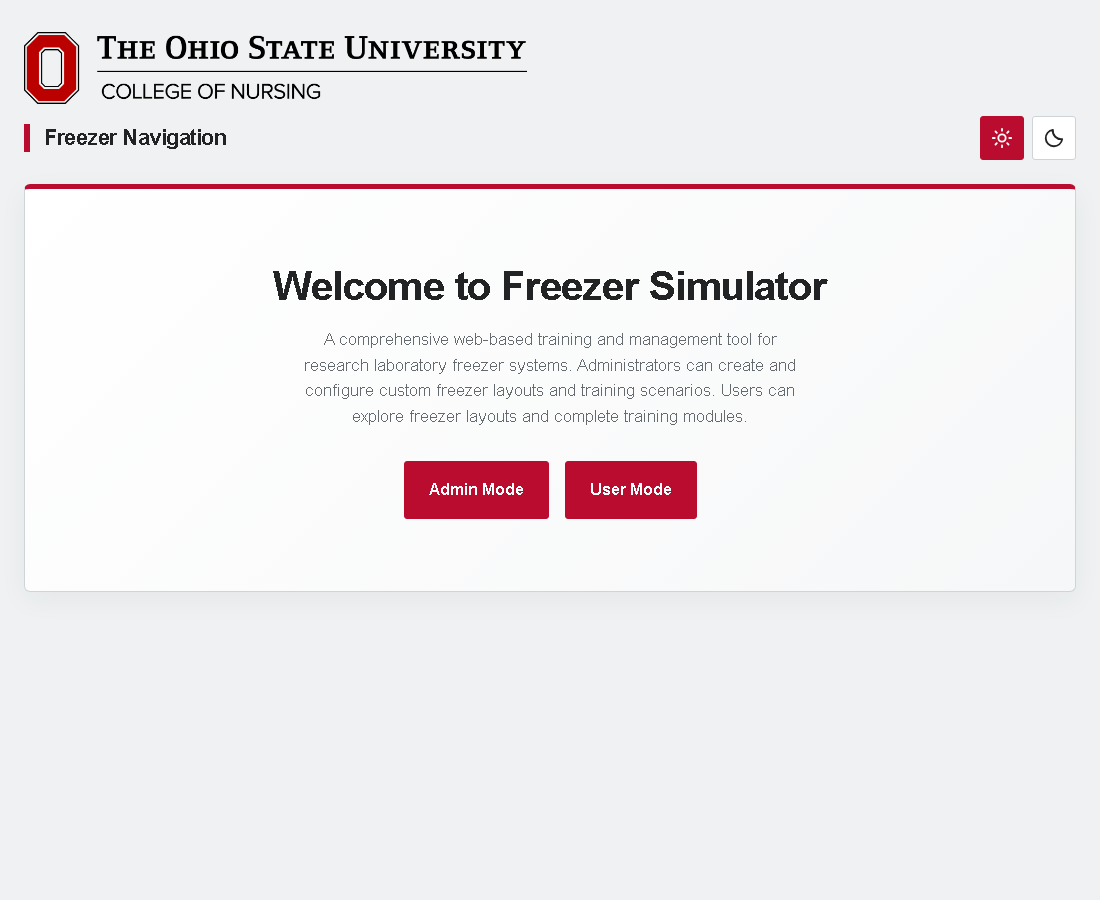 THE OHIO STATE UNIVERSITY
COLLEGE OF NURSING
Freezer Navigation
Welcome to Freezer Simulator
A comprehensive web-based training and management tool for
research laboratory freezer systems. Administrators can create and
configure custom freezer layouts and training scenarios. Users can
explore freezer layouts and complete training modules.
Admin Mode
User Mode